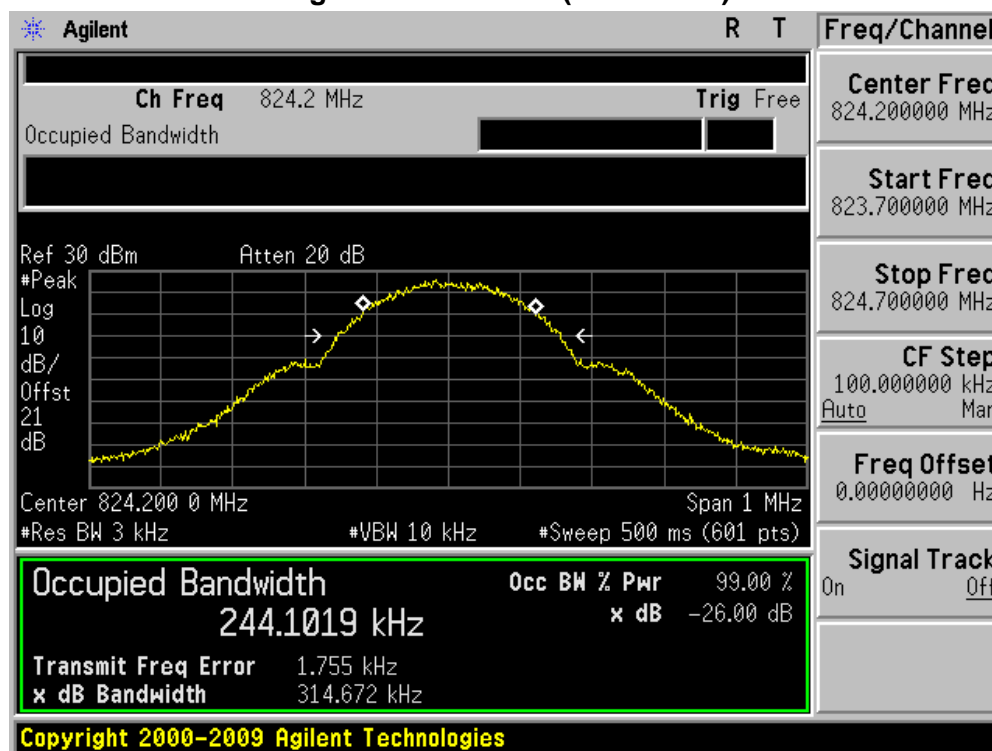 Agilent R T
Freq/Channel
Ch Freq 824.2 MHz Trig Free
Occupied Bandwidth
Center Freq
824.200000 MHz
Start Freq
823.700000 MHz
Stop Freq
824.700000 MHz
CF Step
100.000000 kHz
Auto Man
Freq Offset
0.00000000 Hz
Signal Track
On Off
Ref 30 dBm Atten 20 dB
#Peak
Log
10
dB/
Offst
21
dB
Center 824.200 0 MHz Span 1 MHz
#Res BW 3 kHz #VBW 10 kHz #Sweep 500 ms (601 pts)
Occupied Bandwidth
244.1019 kHz
Occ BW % Pwr 99.00 %
x dB -26.00 dB
Transmit Freq Error 1.755 kHz
x dB Bandwidth 314.672 kHz
Copyright 2000-2009 Agilent Technologies